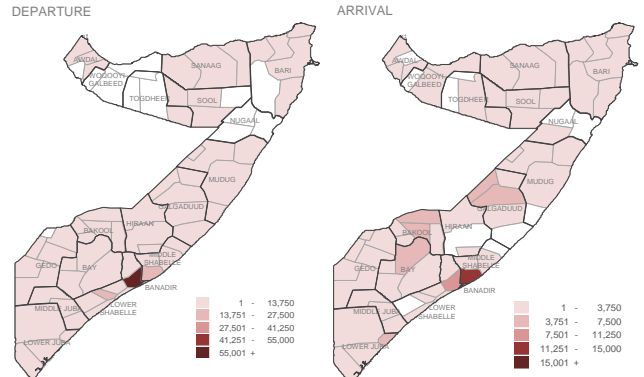 DEPARTURE
AWDAL
WOQOOYI
GALBEED
TOGDHEER
SANAAG
SOOL
BARI
NUGAAL
MUDUG
GALGADUUD
HIRAAN
BAKOOL
GEDO
BAY
MIDDLE
SHABELLE
BANADIR
LOWER
SHABELLE
MIDDLE JUBA
LOWER JUBA
1 - 13,750
13,751 - 27,500
27,501 - 41,250
41,251 - 55,000
55,001 +
ARRIVAL
AWDAL
WOQOOYI
GALBEED
TOGDHEER
SANAAG
SOOL
BARI
NUGAAL
MUDUG
GALGADUUD
HIRAAN
BAKOOL
GEDO
BAY
MIDDLE
SHABELLE
BANADIR
LOWER
SHABELLE
MIDDLE JUBA
LOWER JUBA
1 - 3,750
3,751 - 7,500
7,501 - 11,250
11,251 - 15,000
15,001 +